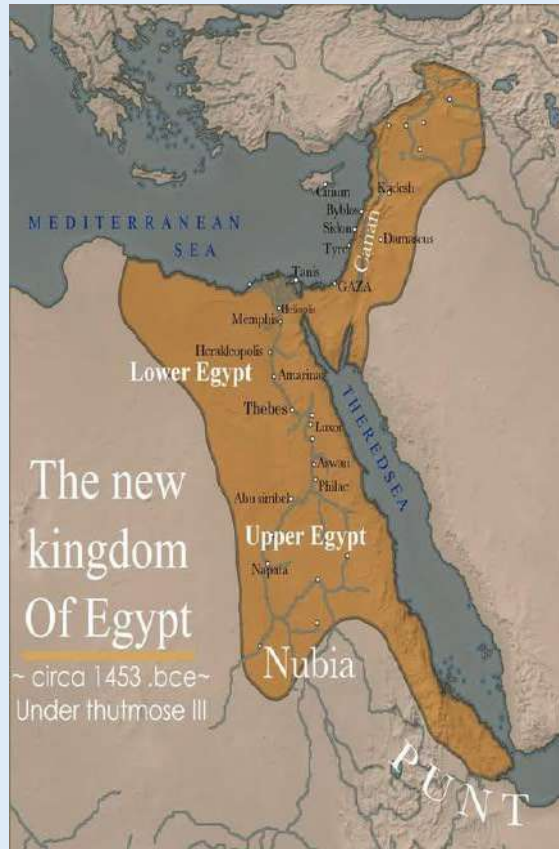 MEDITERRANEAN
SEA
Kadesh
Byblos
Sidon
Tyre
Canan
Damascus
Tanis
GAZA
Heliopolis
Memphis
Herakleopolis
Lower Egypt
Amarina
Thebes
Luxor
THE RED SEA
Aswan
Philae
Abu simbel
Upper Egypt
Napata
The new
kingdom
Of Egypt
~ circa 1453 .bce~
Under thutmose III
Nubia
PUNT